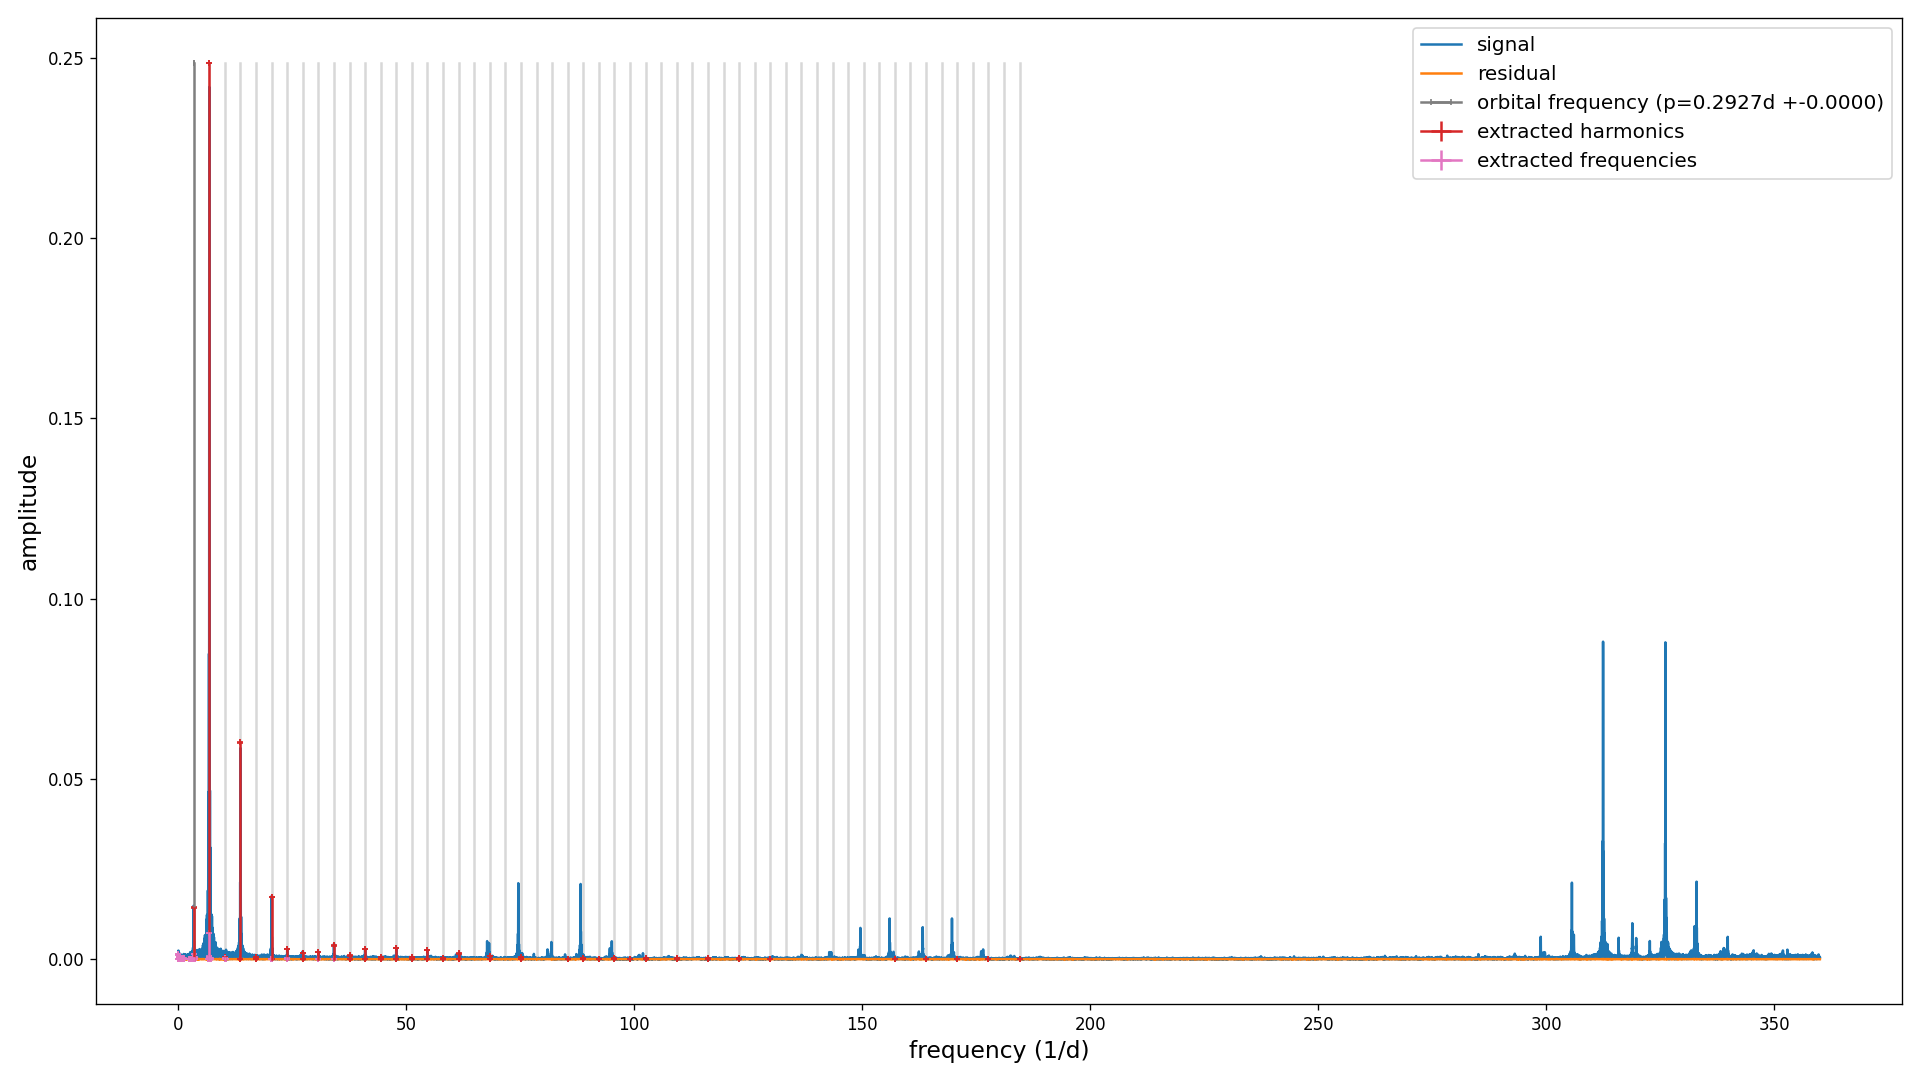 signal
residual
orbital frequency (p=0.2927d +-0.0000)
extracted harmonics
extracted frequencies
0.25
0.20
0.15
0.10
0.05
0.00
amplitude
0 50 100 150 200 250 300 350
frequency (1/d)